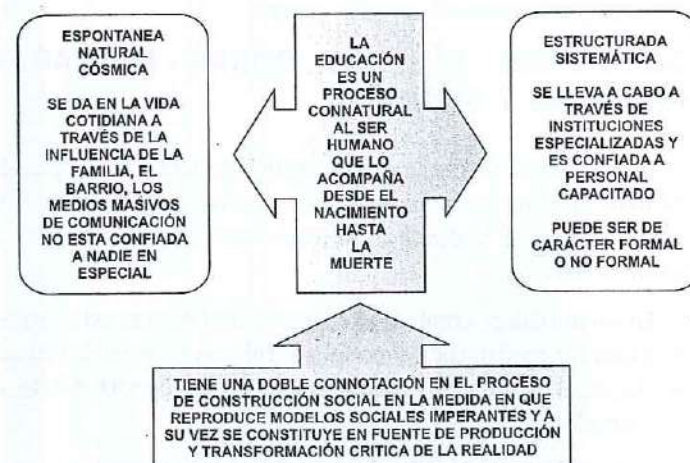 ESPONTANEA
NATURAL
CÓSMICA
SE DA EN LA VIDA
COTIDIANA A
TRAVÉS DE LA
INFLUENCIA DE LA
FAMILIA, EL
BARRIO, LOS
MEDIOS MASIVOS
DE COMUNICACIÓN
NO ESTA CONFIADA
A NADIE EN
ESPECIAL
LA
EDUCACIÓN
ES UN
PROCESO
CONNATURAL
AL SER
HUMANO
QUE LO
ACOMPAÑA
DESDE EL
NACIMIENTO
HASTA
LA
MUERTE
ESTRUCTURADA
SISTEMÁTICA
SE LLEVA A CABO A
TRAVÉS DE
INSTITUCIONES
ESPECIALIZADAS Y
ES CONFIADA A
PERSONAL
CAPACITADO
PUEDE SER DE
CARÁCTER FORMAL
O NO FORMAL
TIENE UNA DOBLE CONNOTACIÓN EN EL PROCESO
DE CONSTRUCCIÓN SOCIAL EN LA MEDIDA EN QUE
REPRODUCE MODELOS SOCIALES IMPERANTES Y A
SU VEZ SE CONSTITUYE EN FUENTE DE PRODUCCIÓN
Y TRANSFORMACIÓN CRITICA DE LA REALIDAD